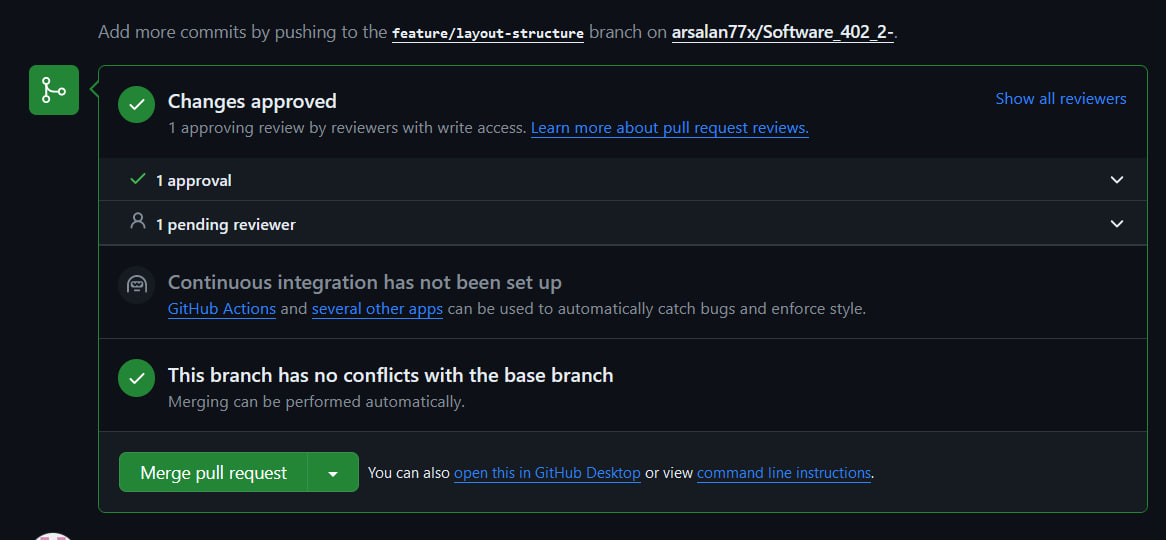 Add more commits by pushing to the feature/layout-structure branch on arsalan77x/Software_402_2-.
Changes approved
Show all reviewers
1 approving review by reviewers with write access. Learn more about pull request reviews.
1 approval
1 pending reviewer
Continuous integration has not been set up
GitHub Actions and several other apps can be used to automatically catch bugs and enforce style.
This branch has no conflicts with the base branch
Merging can be performed automatically.
Merge pull request
You can also open this in GitHub Desktop or view command line instructions.